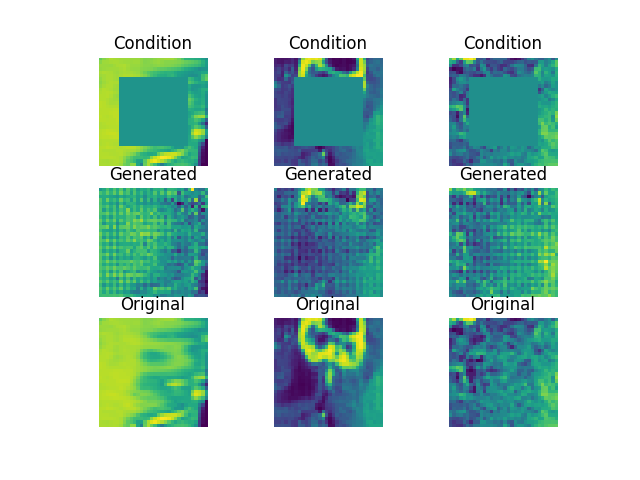 Condition Condition Condition
Generated Generated Generated
Original Original Original